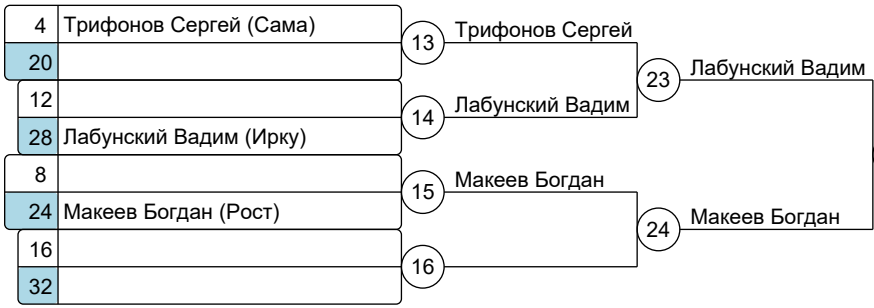 4 Трифонов Сергей (Сама)
20
12
28 Лабунский Вадим (Ирку)
8
24 Макеев Богдан (Рост)
16
32
13 Трифонов Сергей
14 Лабунский Вадим
15 Макеев Богдан
16
23 Лабунский Вадим
24 Макеев Богдан